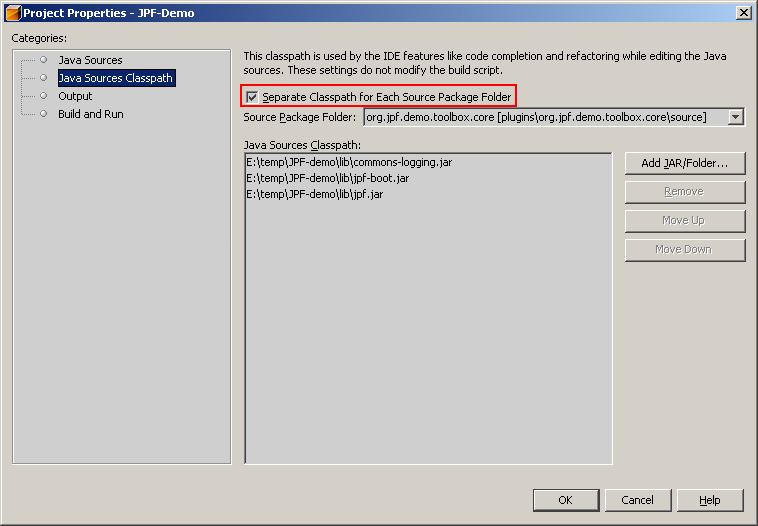 Project Properties - JPF-Demo
Categories:
Java Sources
Java Sources Classpath
Output
Build and Run
This classpath is used by the IDE features like code completion and refactoring while editing the Java
sources. These settings do not modify the build script.
Separate Classpath for Each Source Package Folder
Source Package Folder: org.jpf.demo.toolbox.core [plugins\org.jpf.demo.toolbox.core\source]
Java Sources Classpath:
E:\temp\JPF-demo\lib\commons-logging.jar
E:\temp\JPF-demo\lib\jpf-boot.jar
E:\temp\JPF-demo\lib\jpf.jar
Add JAR/Folder...
Remove
Move Up
Move Down
OK Cancel Help